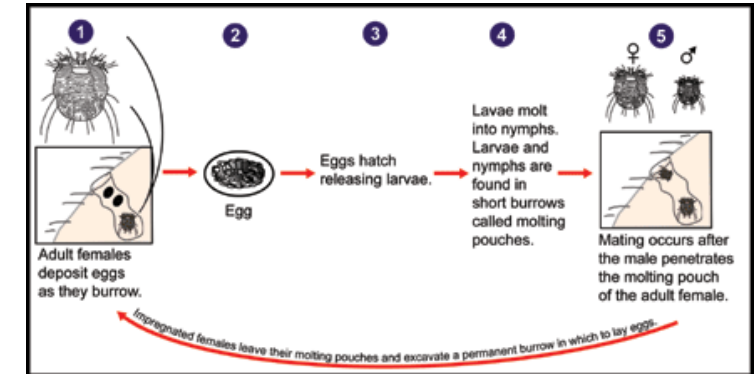 1
2
3
4
5
♀ ♂
Adult females
deposit eggs
as they burrow.
Egg
Eggs hatch
releasing larvae.
Lavae molt
into nymphs.
Larvae and
nymphs are
found in
short burrows
called molting
pouches.
Mating occurs after
the male penetrates
the molting pouch
of the adult female.
Impregnated females leave their molting pouches and excavate a permanent burrow in which to lay eggs.